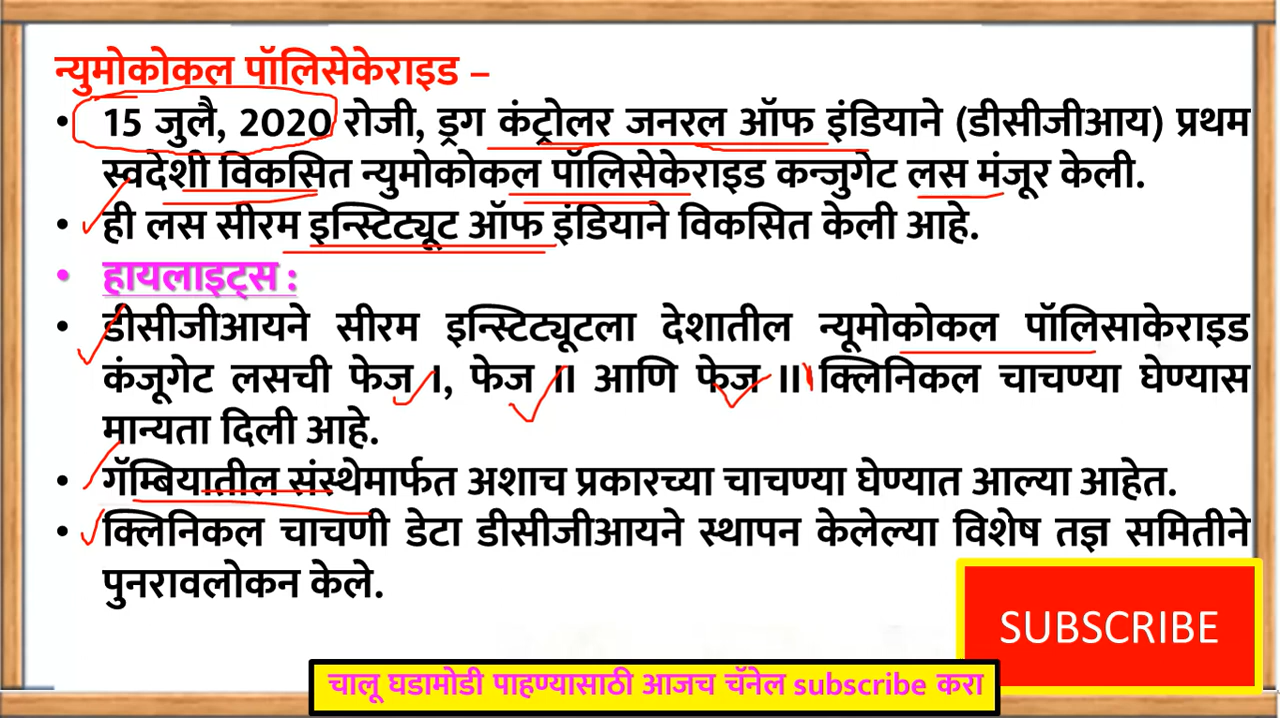 न्युमोकोकल पॉलिसेकेराइड –
• 15 जुलै, 2020 रोजी, ड्रग कंट्रोलर जनरल ऑफ इंडियाने (डीसीजीआय) प्रथम
स्वदेशी विकसित न्युमोकोकल पॉलिसेकेराइड कन्जुगेट लस मंजूर केली.
• ही लस सीरम इन्स्टिट्यूट ऑफ इंडियाने विकसित केली आहे.
• हायलाइट्स :
• डीसीजीआयने सीरम इन्स्टिट्यूटला देशातील न्यूमोकोकल पॉलिसाकेराइड
कंजूगेट लसची फेज I, फेज II आणि फेज II क्लिनिकल चाचण्या घेण्यास
मान्यता दिली आहे.
• गॅम्बियातील संस्थेमार्फत अशाच प्रकारच्या चाचण्या घेण्यात आल्या आहेत.
• क्लिनिकल चाचणी डेटा डीसीजीआयने स्थापन केलेल्या विशेष तज्ञ समितीने
पुनरावलोकन केले.
SUBSCRIBE
चालू घडामोडी पाहण्यासाठी आजच चॅनेल subscribe करा